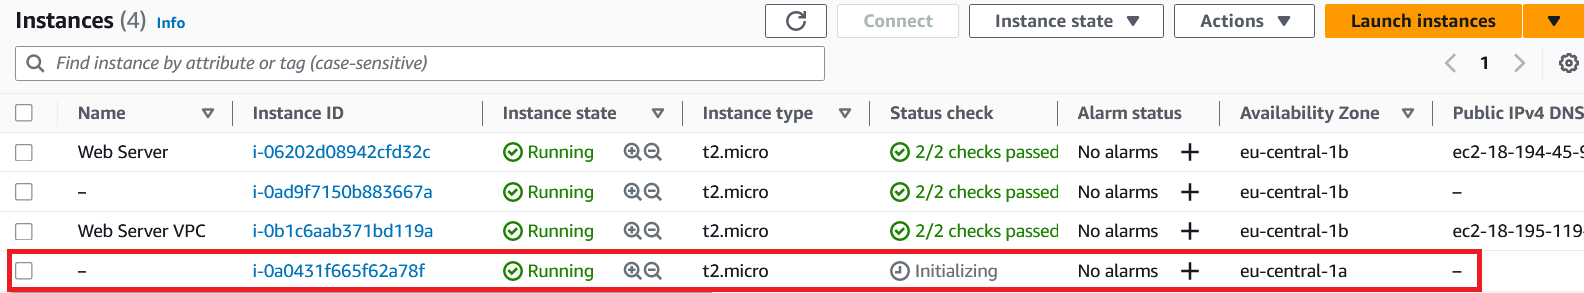 Instances (4) Info Connect Instance state Actions Launch instances
Find instance by attribute or tag (case-sensitive) 1
Name Instance ID Instance state Instance type Status check Alarm status Availability Zone Public IPv4 DNS
Web Server i-06202d08942cfd32c Running t2.micro 2/2 checks passed No alarms + eu-central-1b ec2-18-194-45-9
– i-0ad9f7150b883667a Running t2.micro 2/2 checks passed No alarms + eu-central-1b –
Web Server VPC i-0b1c6aab371bd119a Running t2.micro 2/2 checks passed No alarms + eu-central-1b ec2-18-195-119-
– i-0a0431f665f62a78f Running t2.micro Initializing No alarms + eu-central-1a –